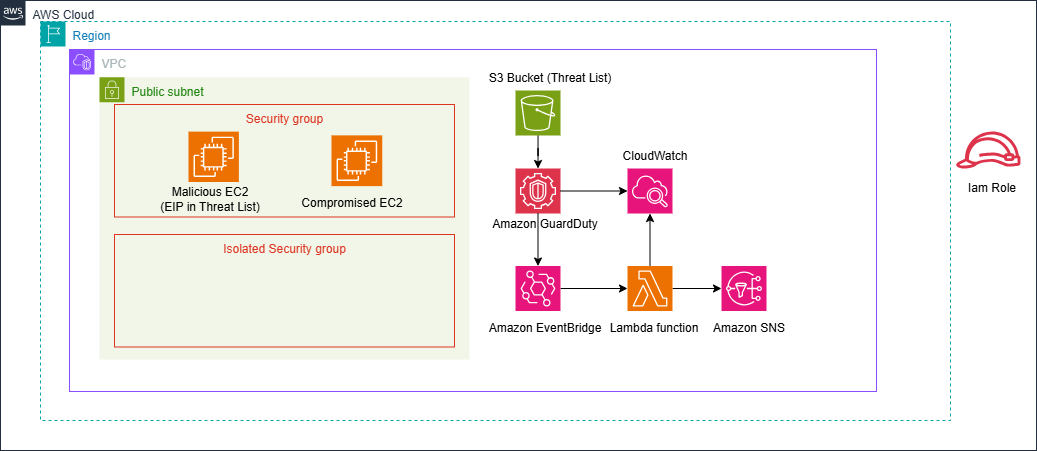 aws
AWS Cloud
Region
VPC
Public subnet
Security group
Malicious EC2
(EIP in Threat List)
Compromised EC2
Isolated Security group
S3 Bucket (Threat List)
CloudWatch
Amazon GuardDuty
Amazon EventBridge
Lambda function
Amazon SNS
Iam Role